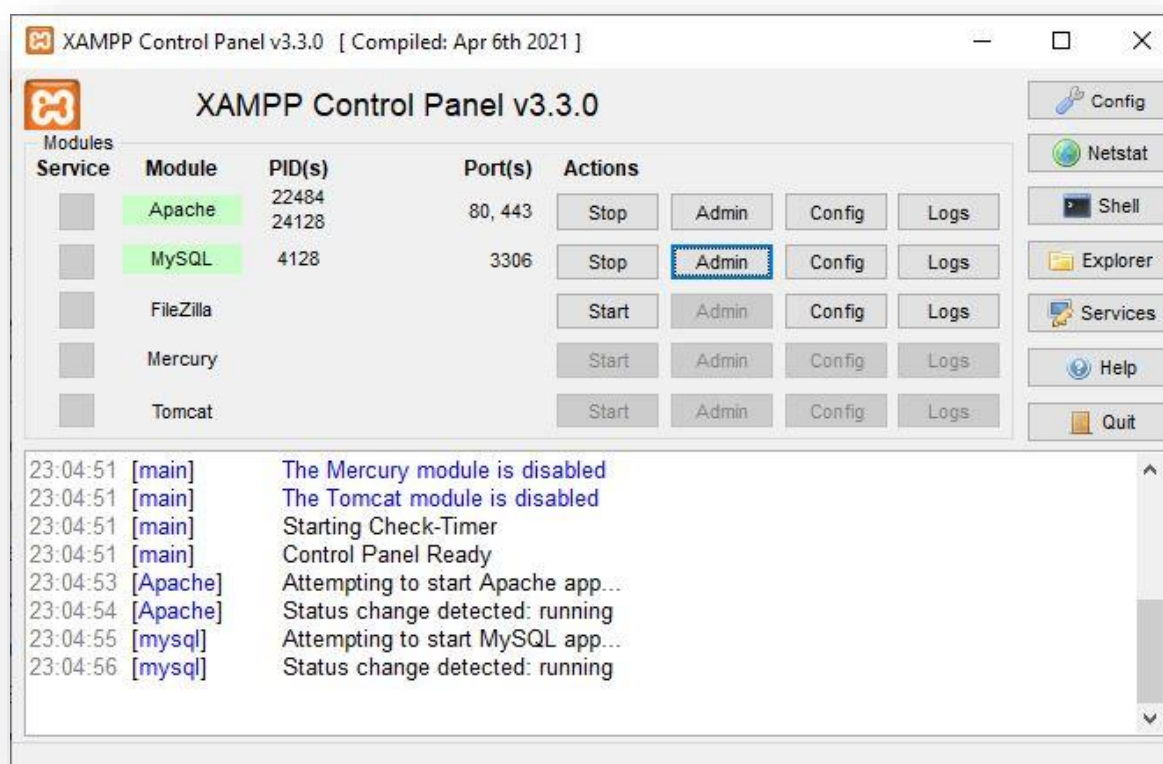 XAMPP Control Panel v3.3.0 [ Compiled: Apr 6th 2021 ]
XAMPP Control Panel v3.3.0
Config
Modules
Netstat
Service Module PID(s) Port(s) Actions
Apache 22484 24128 80, 443 Stop Admin Config Logs
Shell
MySQL 4128 3306 Stop Admin Config Logs
Explorer
FileZilla Start Admin Config Logs
Services
Mercury Start Admin Config Logs
Help
Tomcat Start Admin Config Logs
Quit
23:04:51 [main] The Mercury module is disabled
23:04:51 [main] The Tomcat module is disabled
23:04:51 [main] Starting Check-Timer
23:04:51 [main] Control Panel Ready
23:04:53 [Apache] Attempting to start Apache app...
23:04:54 [Apache] Status change detected: running
23:04:55 [mysql] Attempting to start MySQL app...
23:04:56 [mysql] Status change detected: running